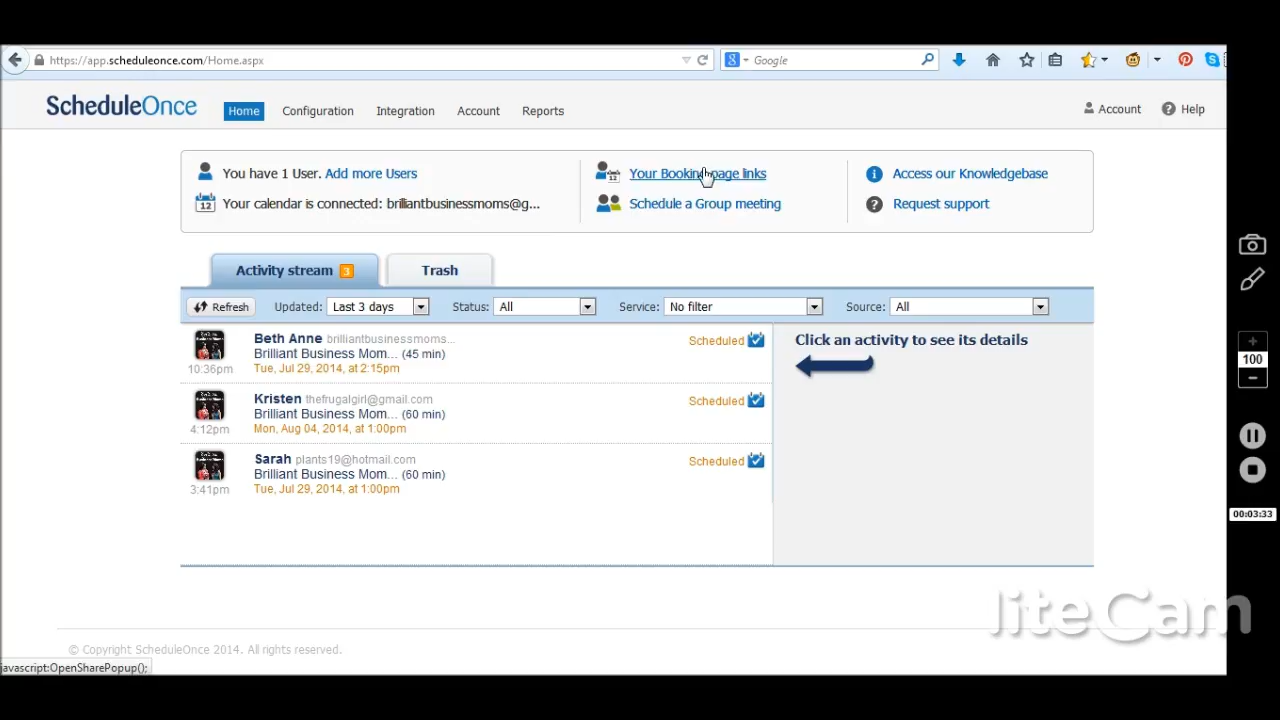 https://app.scheduleonce.com/Home.aspx
Google
ScheduleOnce
Home Configuration Integration Account Reports
Account Help
You have 1 User. Add more Users
12 Your calendar is connected: brilliantbusinessmoms@g...
12 Your Booking page links
Schedule a Group meeting
Access our Knowledgebase
Request support
Activity stream 3
Trash
Refresh Updated: Last 3 days Status: All Service: No filter Source: All
Beth Anne brilliantbusinessmoms...
Brilliant Business Mom... (45 min)
10:36pm Tue, Jul 29, 2014, at 2:15pm
Scheduled
Kristen thefrugalgirl@gmail.com
Brilliant Business Mom... (60 min)
4:12pm Mon, Aug 04, 2014, at 1:00pm
Scheduled
Sarah plants19@hotmail.com
Brilliant Business Mom... (60 min)
3:41pm Tue, Jul 29, 2014, at 1:00pm
Scheduled
Click an activity to see its details
100
00:03:33
liteCam
© Copyright ScheduleOnce 2014. All rights reserved.
javascript:OpenSharePopup();